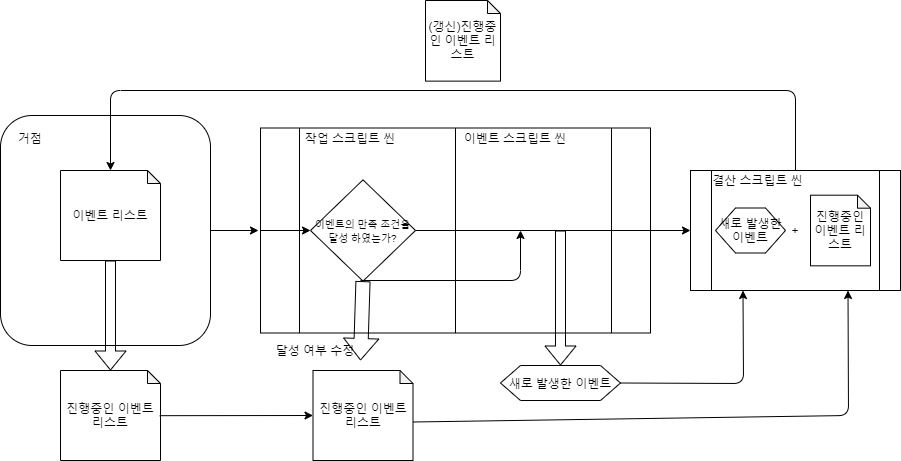 (갱신)진행중
인 이벤트 리
스트
거점
이벤트 리스트
작업 스크립트 씬
이벤트 스크립트 씬
이벤트의 만족 조건을
달성 하였는가?
결산 스크립트 씬
새로 발생한
이벤트
+
진행중인
이벤트 리
스트
달성 여부 수정
새로 발생한 이벤트
진행중인 이벤트
리스트
진행중인 이벤트
리스트